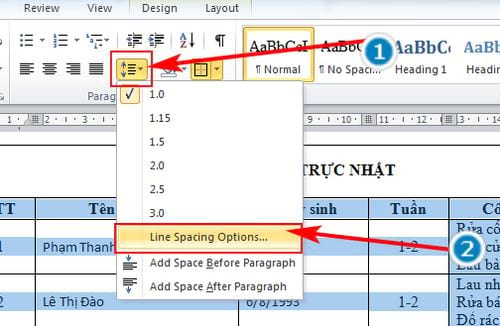 Review View Design Layout
AaBbCcI AaBbCcI AaBbC AaBbC
¶ Normal ¶ No Spaci... Heading 1 Heading
Parag
1
1.0
1.15
1.5
2.0
2.5
3.0
Line Spacing Options...
Add Space Before Paragraph
Add Space After Paragraph
2
TRỰC NHẬT
TT Tên y sinh Tuần Cô
1 Phạm Thanh 1-2 Rửa cố
Lau bả
2 Lê Thị Đào 6/8/1993 1-2 Lau nh
Rửa bá
Đổ rác